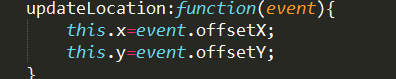 updateLocation:function(event){
this.x=event.offsetX;
this.y=event.offsetY;
}